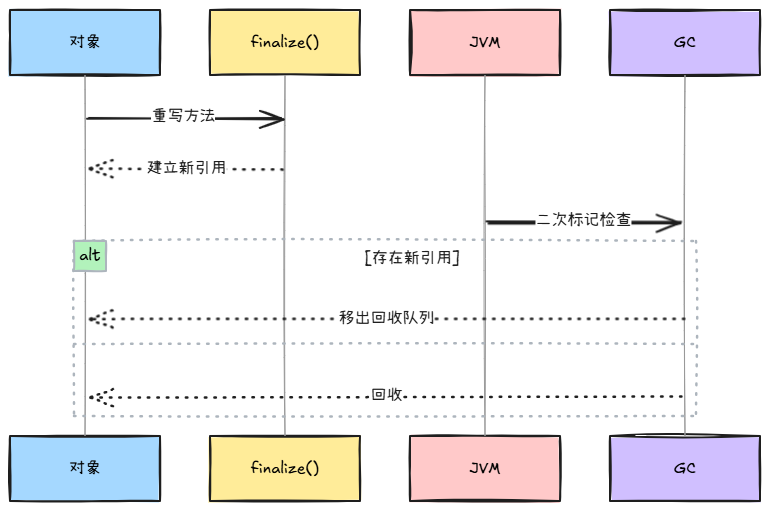 对象
finalize()
JVM
GC
重写方法
建立新引用
二次标记检查
alt
[存在新引用]
移出回收队列
回收
对象
finalize()
JVM
GC